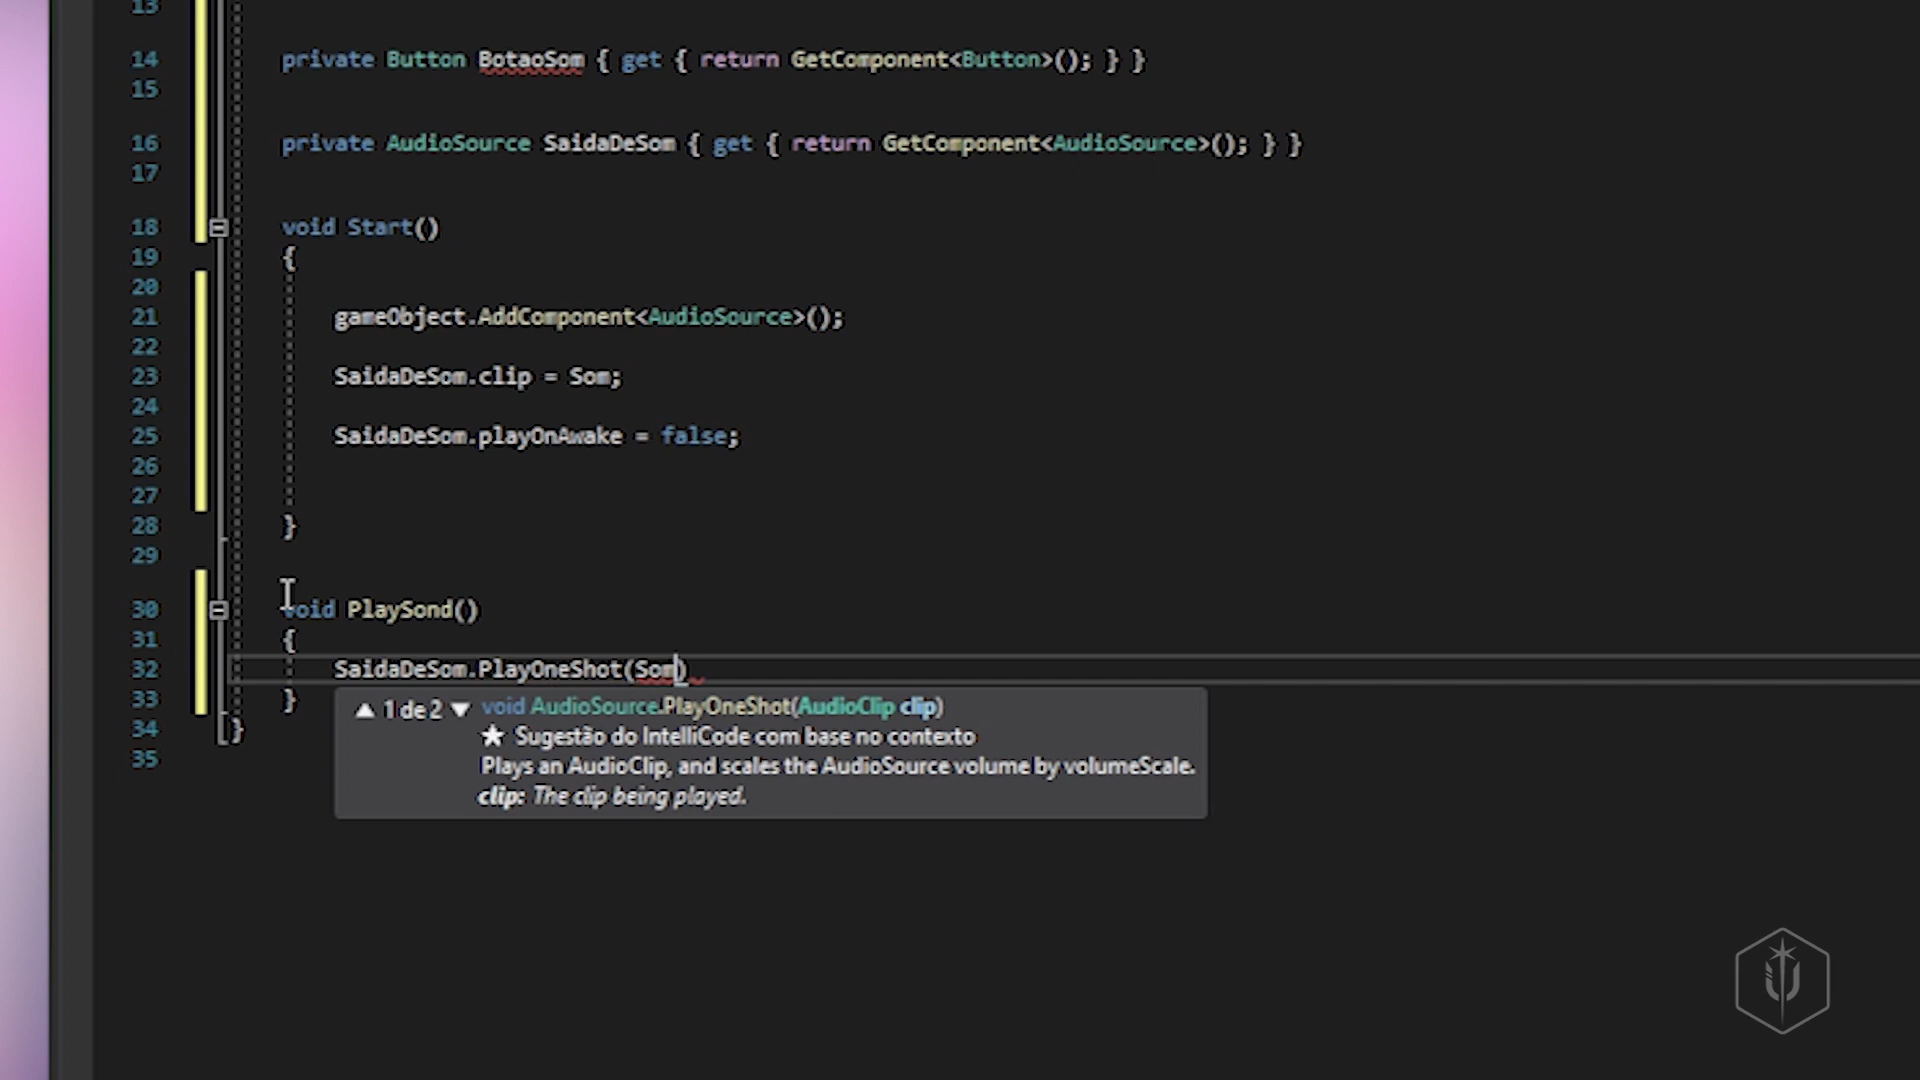 13
14 private Button BotaoSom { get { return GetComponent<Button>(); } }
15
16 private AudioSource SaidaDeSom { get { return GetComponent<AudioSource>(); } }
17
18 void Start()
19 {
20
21 gameObject.AddComponent<AudioSource>();
22
23 SaidaDeSom.clip = Som;
24
25 SaidaDeSom.playOnAwake = false;
26
27
28 }
29
30 void PlaySond()
31 {
32 SaidaDeSom.PlayOneShot(Som)
33 }
▲ 1 de 2 ▼ void AudioSource.PlayOneShot(AudioClip clip)
34 }
★ Sugestão do IntelliCode com base no contexto
35
Plays an AudioClip, and scales the AudioSource volume by volumeScale.
clip: The clip being played.